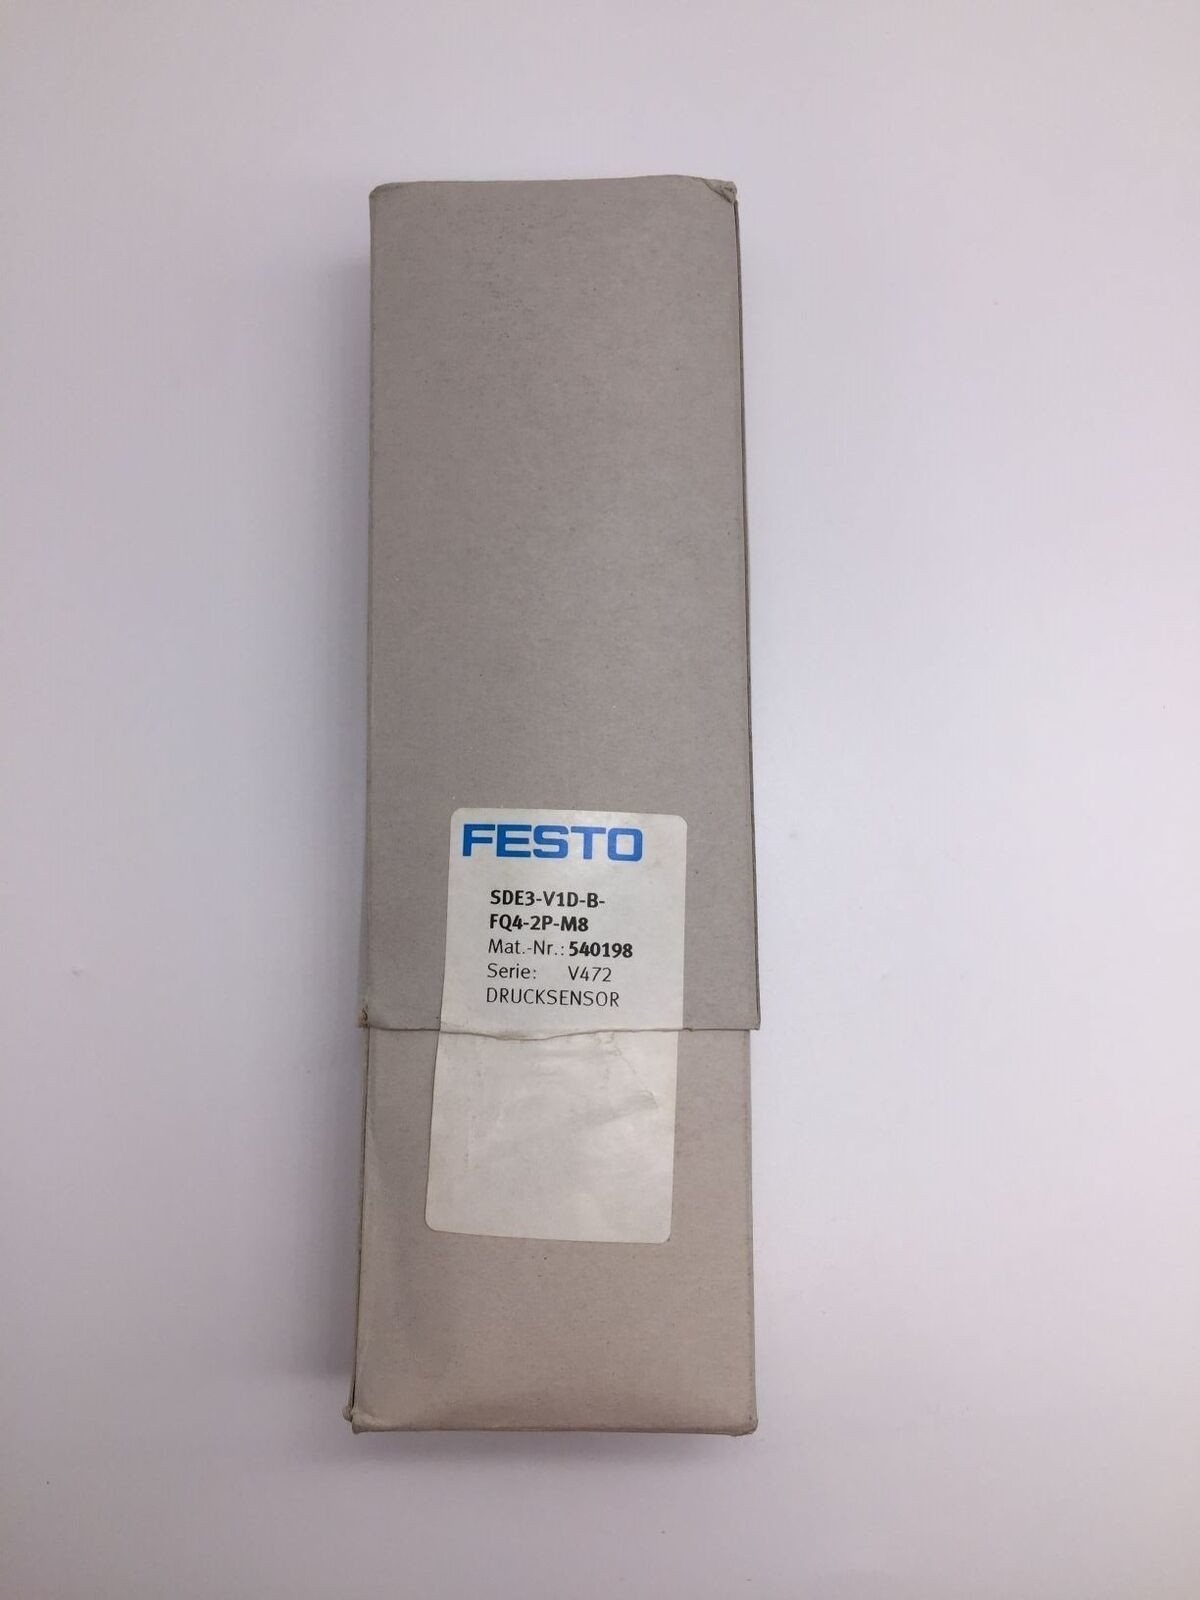 FESTO
SDE3-V1D-B-
FQ4-2P-M8
Mat.-Nr.: 540198
Serie: V472
DRUCKSENSOR